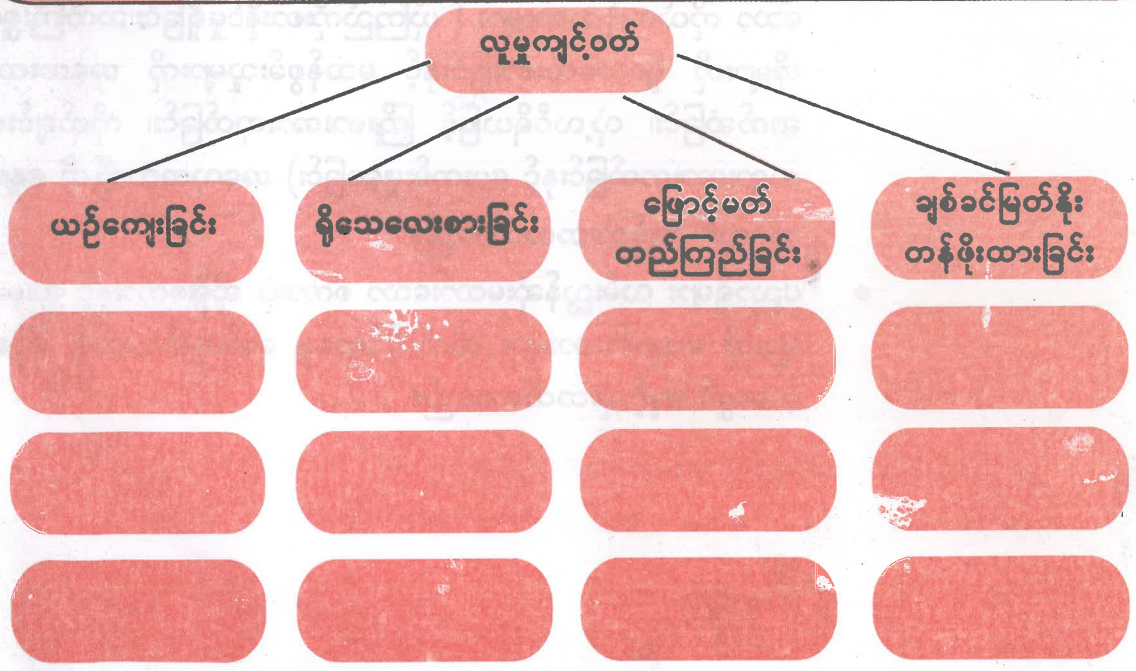 လူမှုကျင့်ဝတ်
ယဉ်ကျေးခြင်း
ရိုသေလေးစားခြင်း
ဖြောင့်မတ်
တည်ကြည်ခြင်း
ချစ်ခင်မြတ်နိုး
တန်ဖိုးထားခြင်း